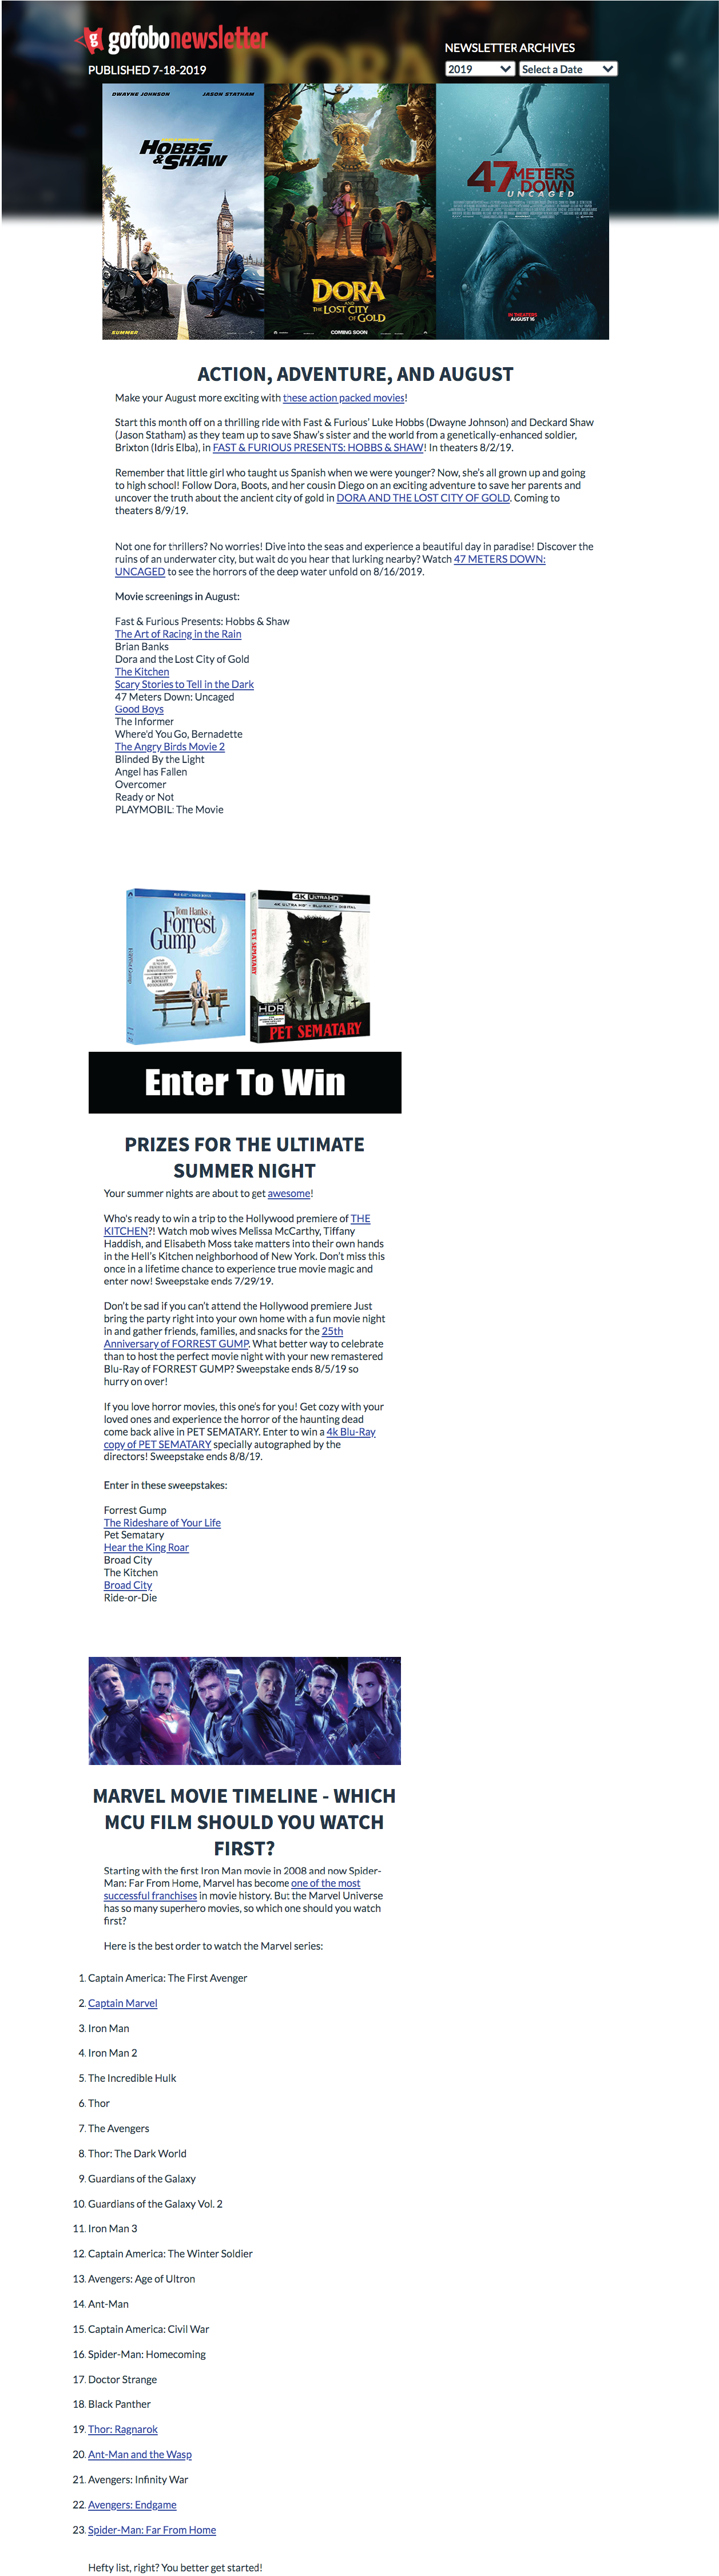 gofobonewsletter
NEWSLETTER ARCHIVES
PUBLISHED 7-18-2019
2019
Select a Date
DWAYNE JOHNSON
JASON STATHAM
HOBBS
& SHAW
SUMMER
DORA
AND
THE LOST CITY
OF GOLD
COMING SOON
47 METERS
DOWN
UNCAGED
IN THEATERS
AUGUST 16
ACTION, ADVENTURE, AND AUGUST
Make your August more exciting with these action packed movies!
Start this month off on a thrilling ride with Fast & Furious' Luke Hobbs (Dwayne Johnson) and Deckard Shaw
(Jason Statham) as they team up to save Shaw's sister and the world from a genetically-enhanced soldier,
Brixton (Idris Elba), in FAST & FURIOUS PRESENTS: HOBBS & SHAW! In theaters 8/2/19.
Remember that little girl who taught us Spanish when we were younger? Now, she's all grown up and going
to high school! Follow Dora, Boots, and her cousin Diego on an exciting adventure to save her parents and
uncover the truth about the ancient city of gold in DORA AND THE LOST CITY OF GOLD. Coming to
theaters 8/9/19.
Not one for thrillers? No worries! Dive into the seas and experience a beautiful day in paradise! Discover the
ruins of an underwater city, but wait do you hear that lurking nearby? Watch 47 METERS DOWN:
UNCAGED to see the horrors of the deep water unfold on 8/16/2019.
Movie screenings in August:
Fast & Furious Presents: Hobbs & Shaw
The Art of Racing in the Rain
Brian Banks
Dora and the Lost City of Gold
The Kitchen
Scary Stories to Tell in the Dark
47 Meters Down: Uncaged
Good Boys
The Informer
Where'd You Go, Bernadette
The Angry Birds Movie 2
Blinded By the Light
Angel has Fallen
Overcomer
Ready or Not
PLAYMOBIL: The Movie
Tom Hanks
Forrest
Gump
4K ULTRA HD
PET SEMATARY
HDR
PET SEMATARY
Enter To Win
PRIZES FOR THE ULTIMATE
SUMMER NIGHT
Your summer nights are about to get awesome!
Who's ready to win a trip to the Hollywood premiere of THE
KITCHEN?! Watch mob wives Melissa McCarthy, Tiffany
Haddish, and Elisabeth Moss take matters into their own hands
in the Hell's Kitchen neighborhood of New York. Don't miss this
once in a lifetime chance to experience true movie magic and
enter now! Sweepstake ends 7/29/19.
Don't be sad if you can't attend the Hollywood premiere Just
bring the party right into your own home with a fun movie night
in and gather friends, families, and snacks for the 25th
Anniversary of FORREST GUMP. What better way to celebrate
than to host the perfect movie night with your new remastered
Blu-Ray of FORREST GUMP? Sweepstake ends 8/5/19 so
hurry on over!
If you love horror movies, this one's for you! Get cozy with your
loved ones and experience the horror of the haunting dead
come back alive in PET SEMATARY. Enter to win a 4k Blu-Ray
copy of PET SEMATARY specially autographed by the
directors! Sweepstake ends 8/8/19.
Enter in these sweepstakes:
Forrest Gump
The Rideshare of Your Life
Pet Sematary
Hear the King Roar
Broad City
The Kitchen
Broad City
Ride-or-Die
MARVEL MOVIE TIMELINE - WHICH
MCU FILM SHOULD YOU WATCH
FIRST?
Starting with the first Iron Man movie in 2008 and now Spider-
Man: Far From Home, Marvel has become one of the most
successful franchises in movie history. But the Marvel Universe
has so many superhero movies, so which one should you watch
first?
Here is the best order to watch the Marvel series:
1. Captain America: The First Avenger
2. Captain Marvel
3. Iron Man
4. Iron Man 2
5. The Incredible Hulk
6. Thor
7. The Avengers
8. Thor: The Dark World
9. Guardians of the Galaxy
10. Guardians of the Galaxy Vol. 2
11. Iron Man 3
12. Captain America: The Winter Soldier
13. Avengers: Age of Ultron
14. Ant-Man
15. Captain America: Civil War
16. Spider-Man: Homecoming
17. Doctor Strange
18. Black Panther
19. Thor: Ragnarok
20. Ant-Man and the Wasp
21. Avengers: Infinity War
22. Avengers: Endgame
23. Spider-Man: Far From Home
Hefty list, right? You better get started!